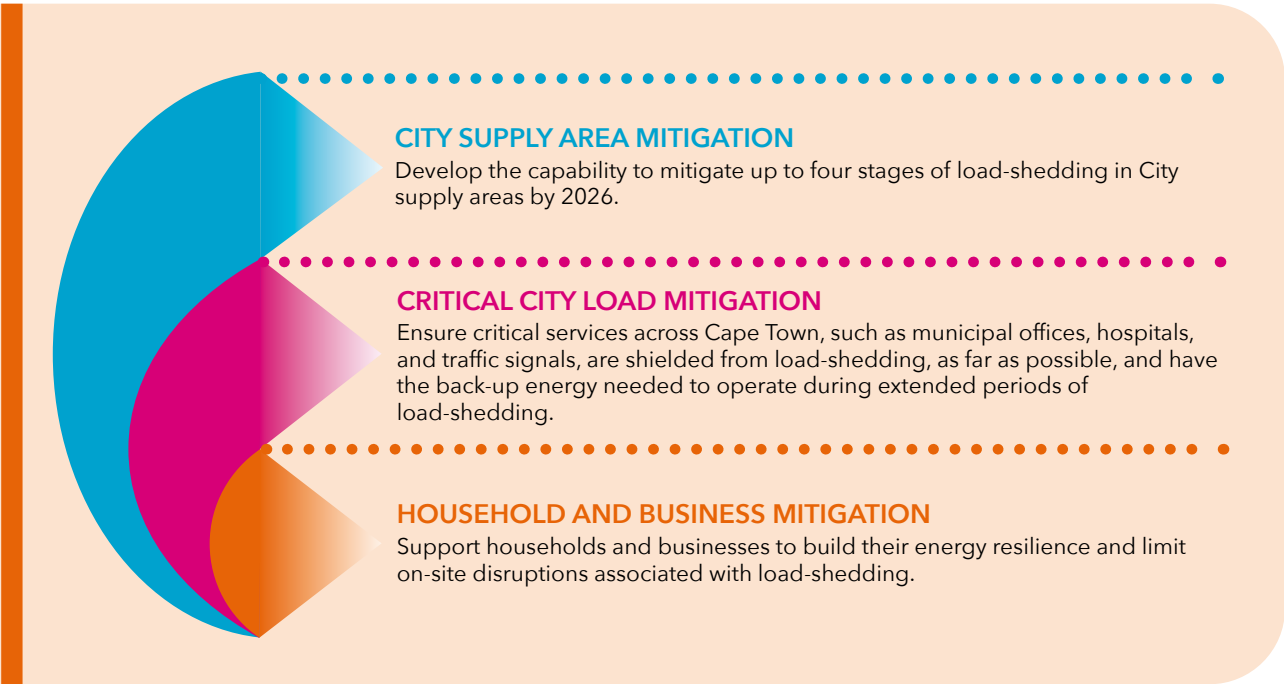 CITY SUPPLY AREA MITIGATION
Develop the capability to mitigate up to four stages of load-shedding in City
supply areas by 2026.
CRITICAL CITY LOAD MITIGATION
Ensure critical services across Cape Town, such as municipal offices, hospitals,
and traffic signals, are shielded from load-shedding, as far as possible, and have
the back-up energy needed to operate during extended periods of
load-shedding.
HOUSEHOLD AND BUSINESS MITIGATION
Support households and businesses to build their energy resilience and limit
on-site disruptions associated with load-shedding.